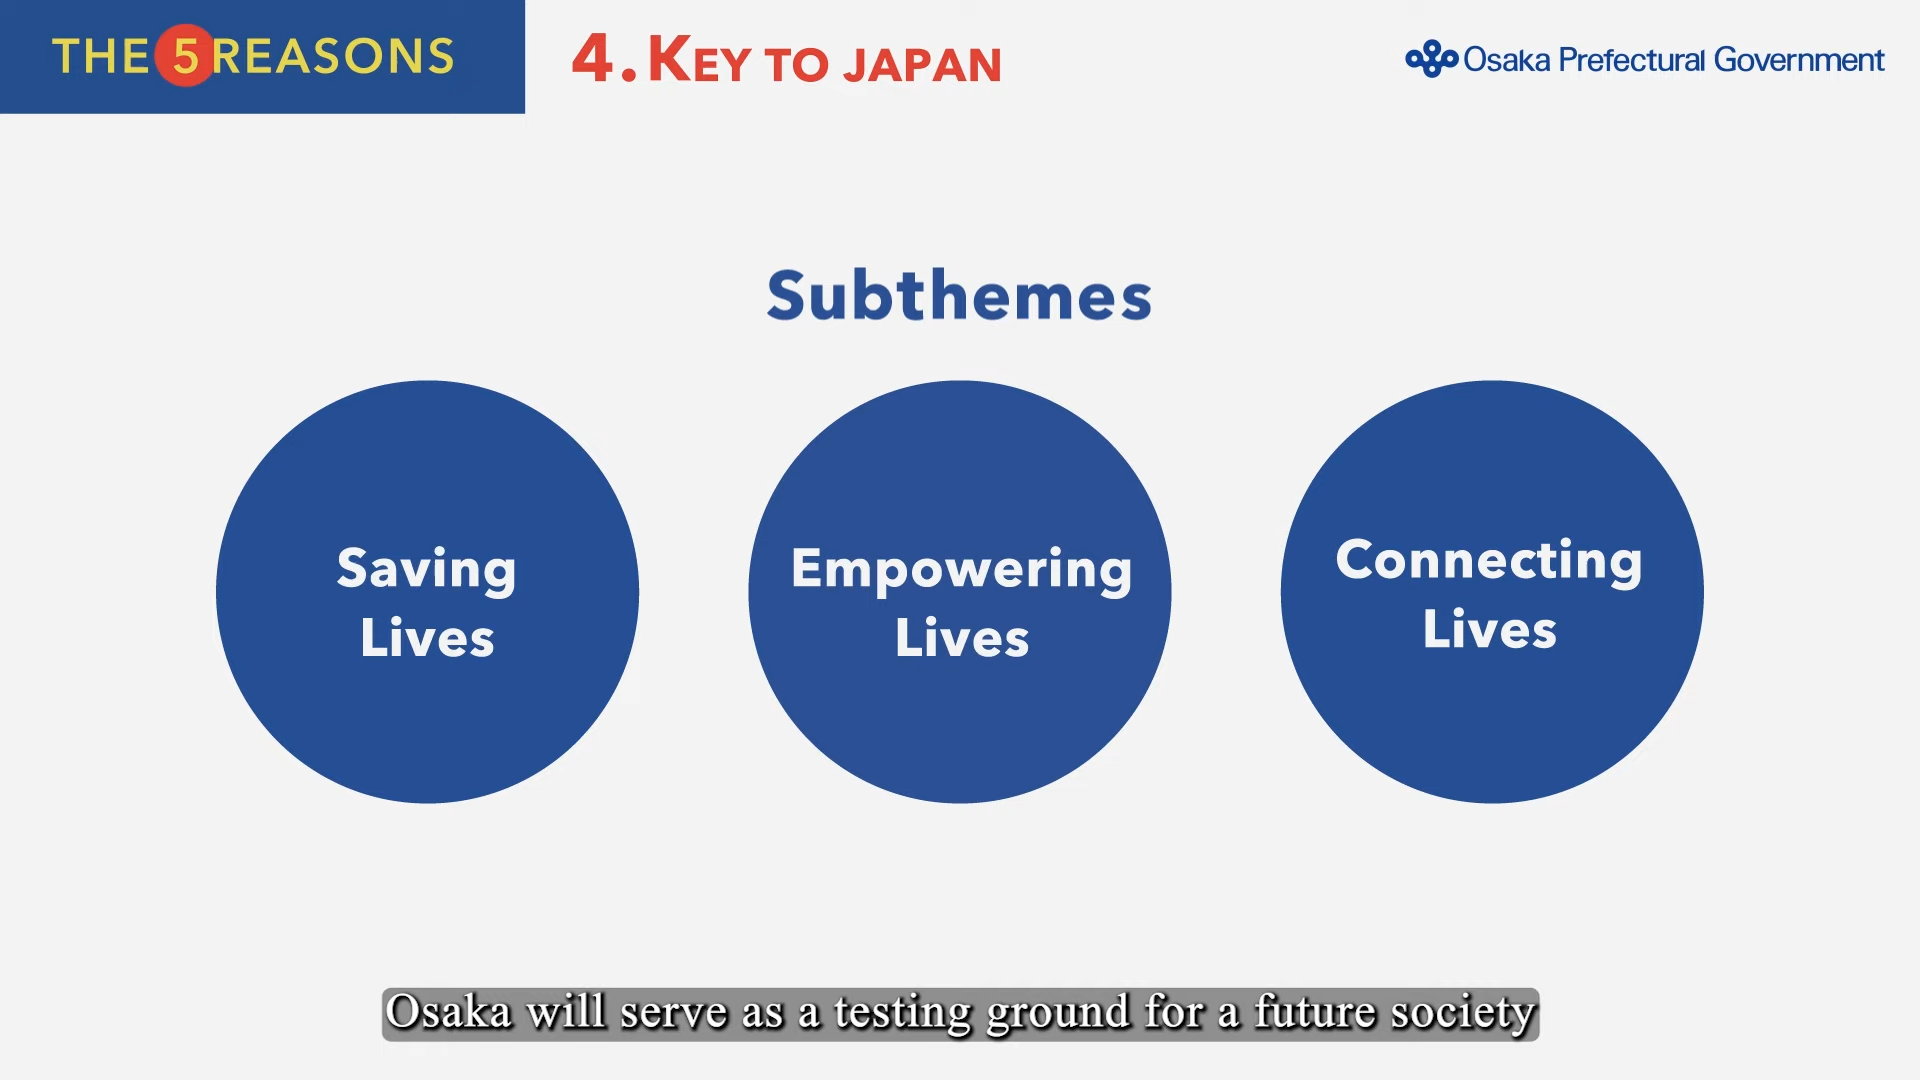 THE 5 REASONS
4. KEY TO JAPAN
Osaka Prefectural Government
Subthemes
Saving
Lives
Empowering
Lives
Connecting
Lives
Osaka will serve as a testing ground for a future society